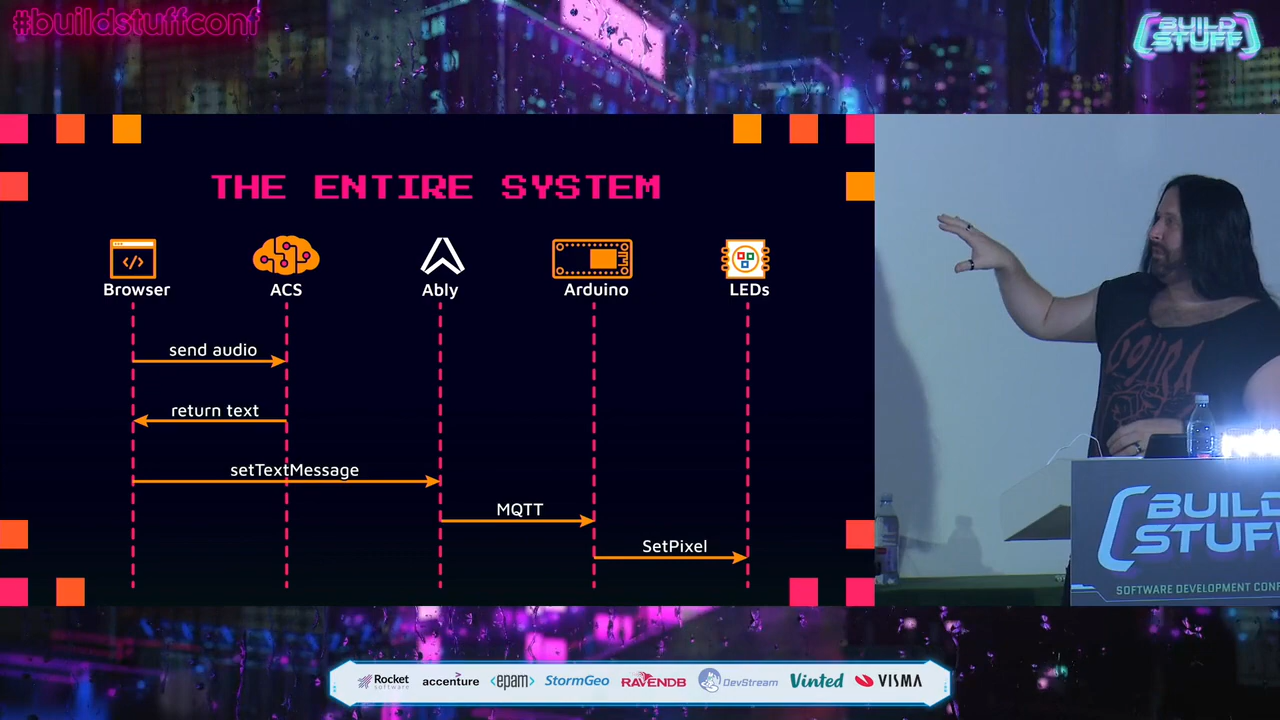 #buildstuffconf
BUILD
STUFF
THE ENTIRE SYSTEM
Browser
ACS
Ably
Arduino
LEDs
send audio
return text
setTextMessage
MQTT
SetPixel
GOJIRA
BUILD
STUFF
SOFTWARE DEVELOPMENT CONF
Rocket
software
accenture
<epam>
StormGeo
RAVENDB
DevStream
Vinted
VISMA